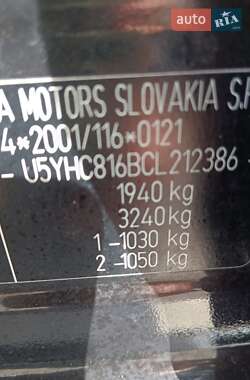 auto RIA
A MOTORS SLOVAKIA S.R
4*2001/116*0121
- U5YHC816BCL212386
1940 kg
3240 kg
1 -1030 kg
2 -1050 kg